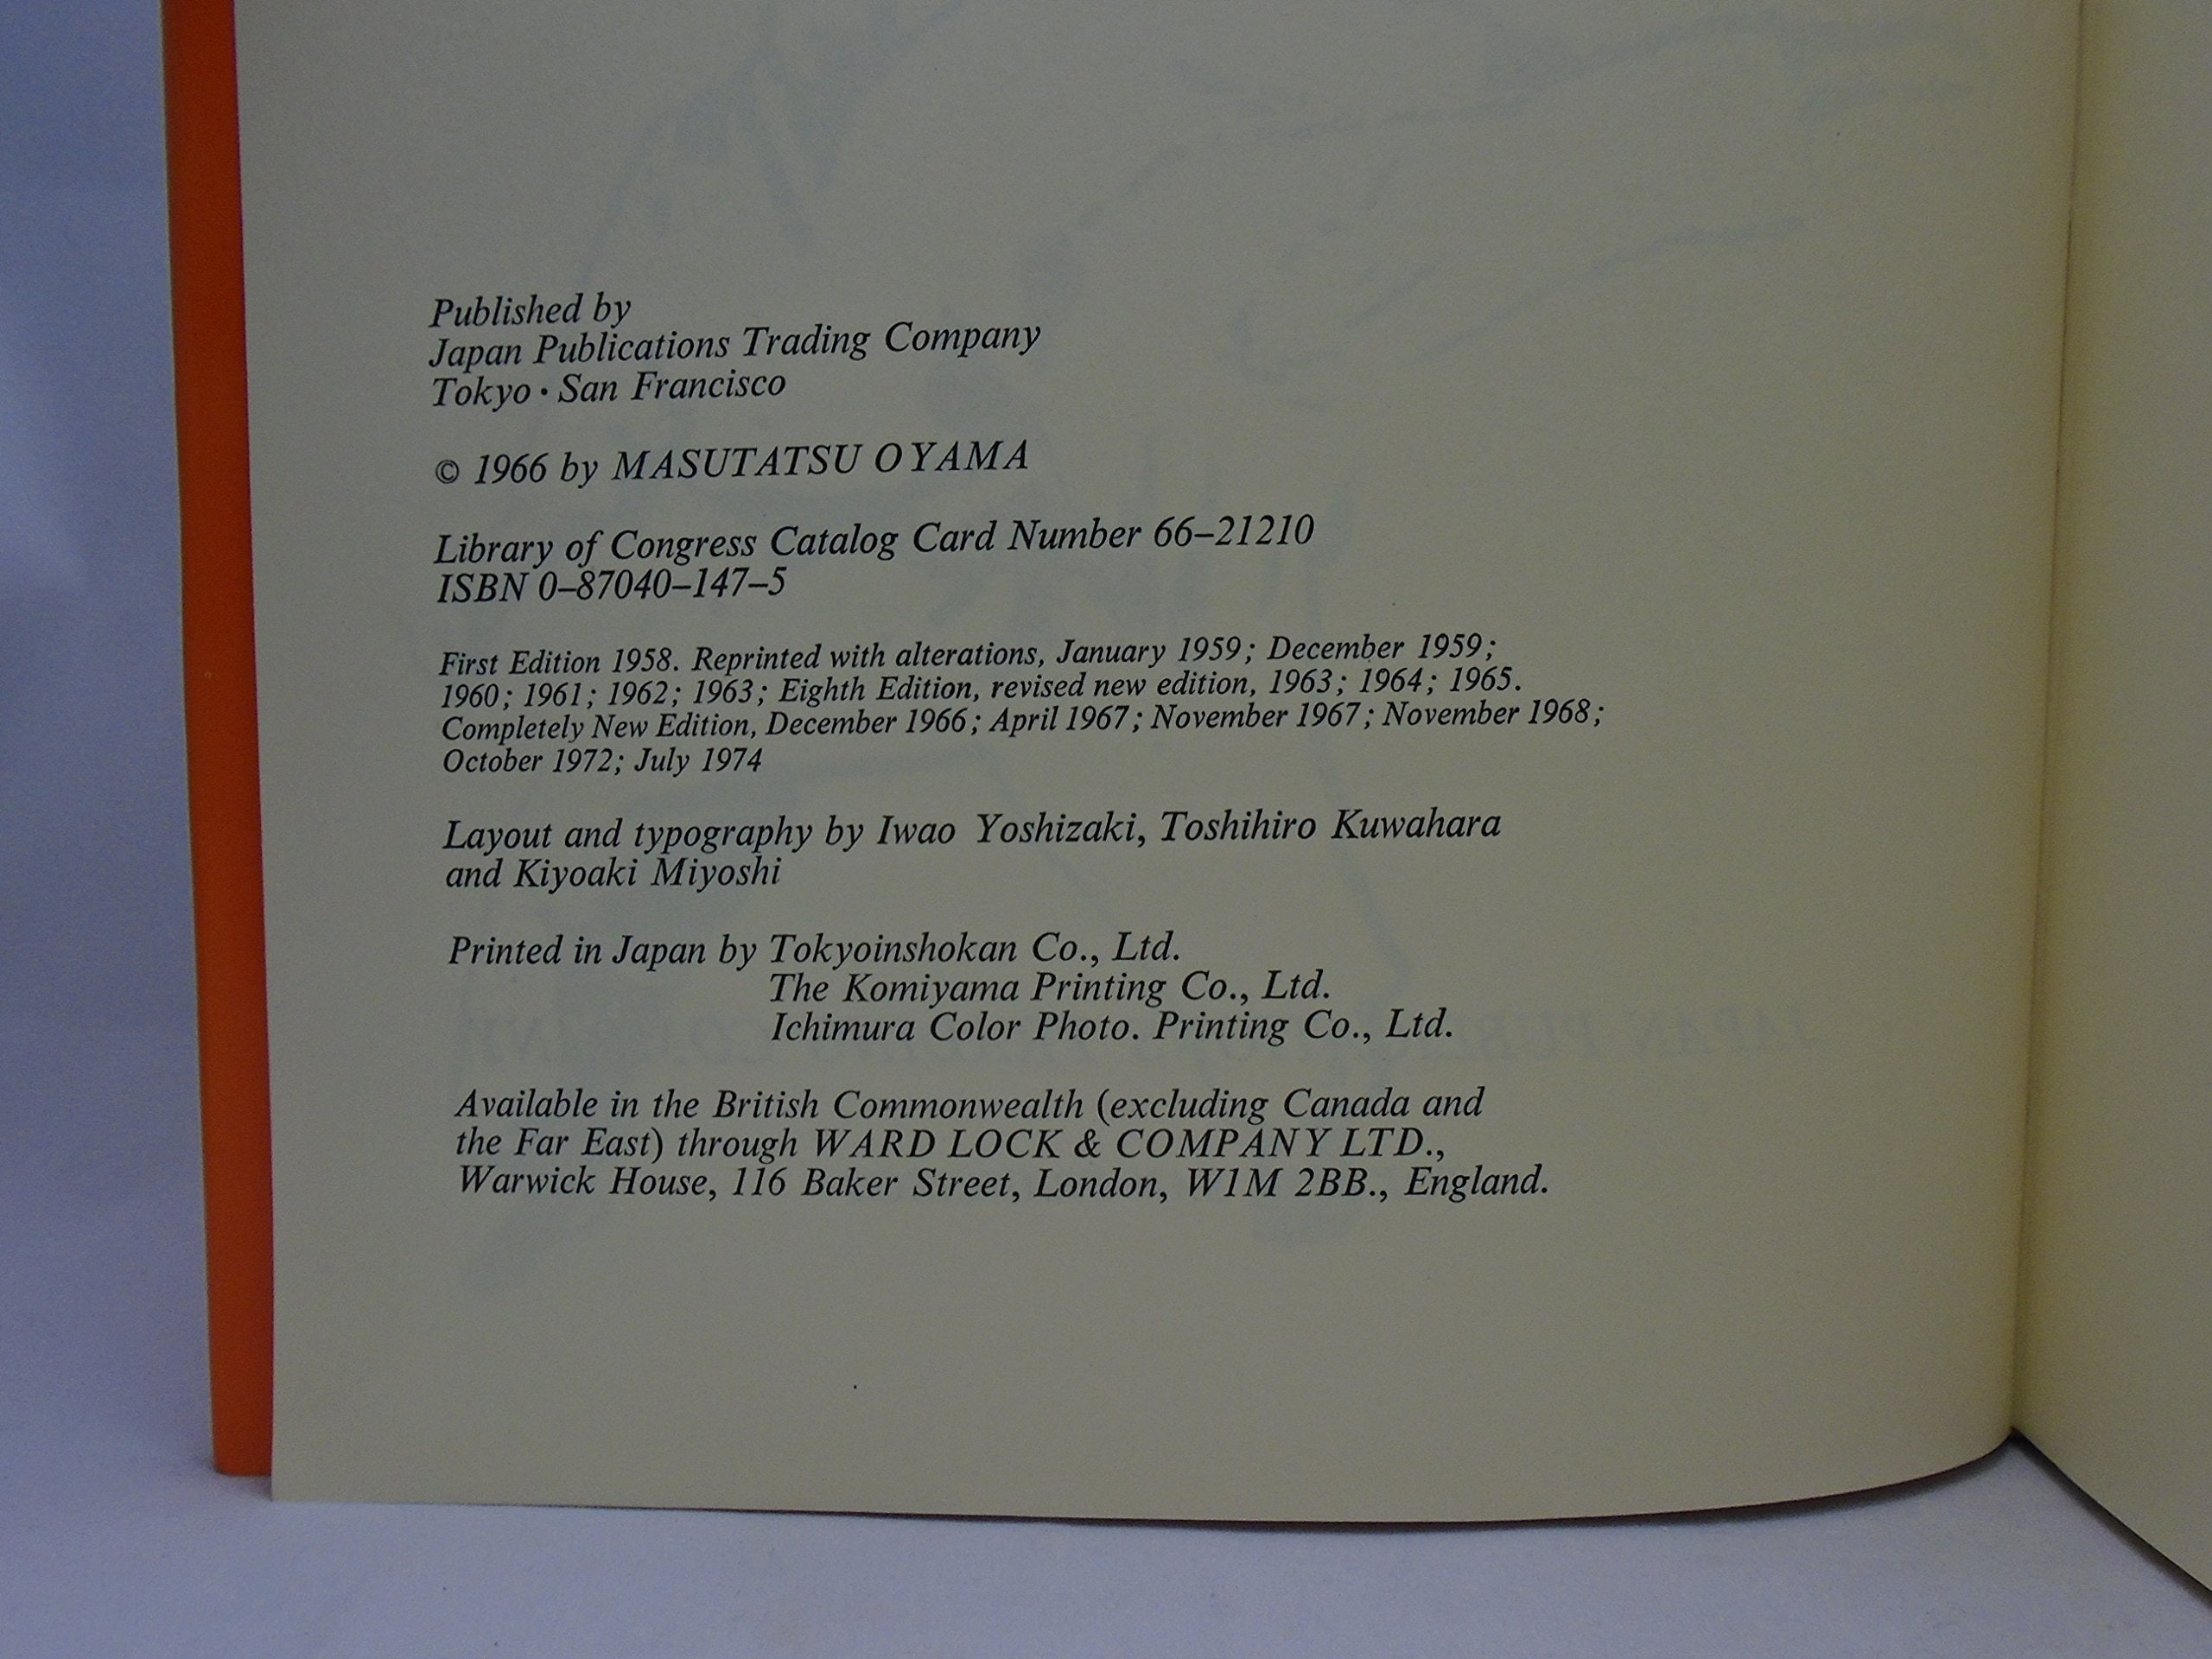 Published by
Japan Publications Trading Company
Tokyo • San Francisco
© 1966 by MASUTATSU OYAMA
Library of Congress Catalog Card Number 66–21210
ISBN 0–87040–147–5
First Edition 1958. Reprinted with alterations, January 1959; December 1959;
1960; 1961; 1962; 1963; Eighth Edition, revised new edition, 1963; 1964; 1965.
Completely New Edition, December 1966; April 1967; November 1967; November 1968;
October 1972; July 1974
Layout and typography by Iwao Yoshizaki, Toshihiro Kuwahara
and Kiyoaki Miyoshi
Printed in Japan by Tokyoinshokan Co., Ltd.
The Komiyama Printing Co., Ltd.
Ichimura Color Photo. Printing Co., Ltd.
Available in the British Commonwealth (excluding Canada and
the Far East) through WARD LOCK & COMPANY LTD.,
Warwick House, 116 Baker Street, London, W1M 2BB., England.